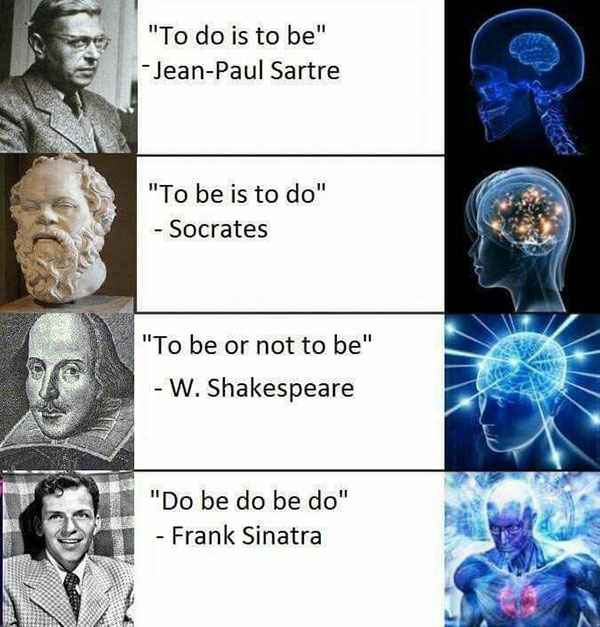 "To do is to be"
-Jean-Paul Sartre
"To be is to do"
- Socrates
"To be or not to be"
- W. Shakespeare
"Do be do be do"
- Frank Sinatra